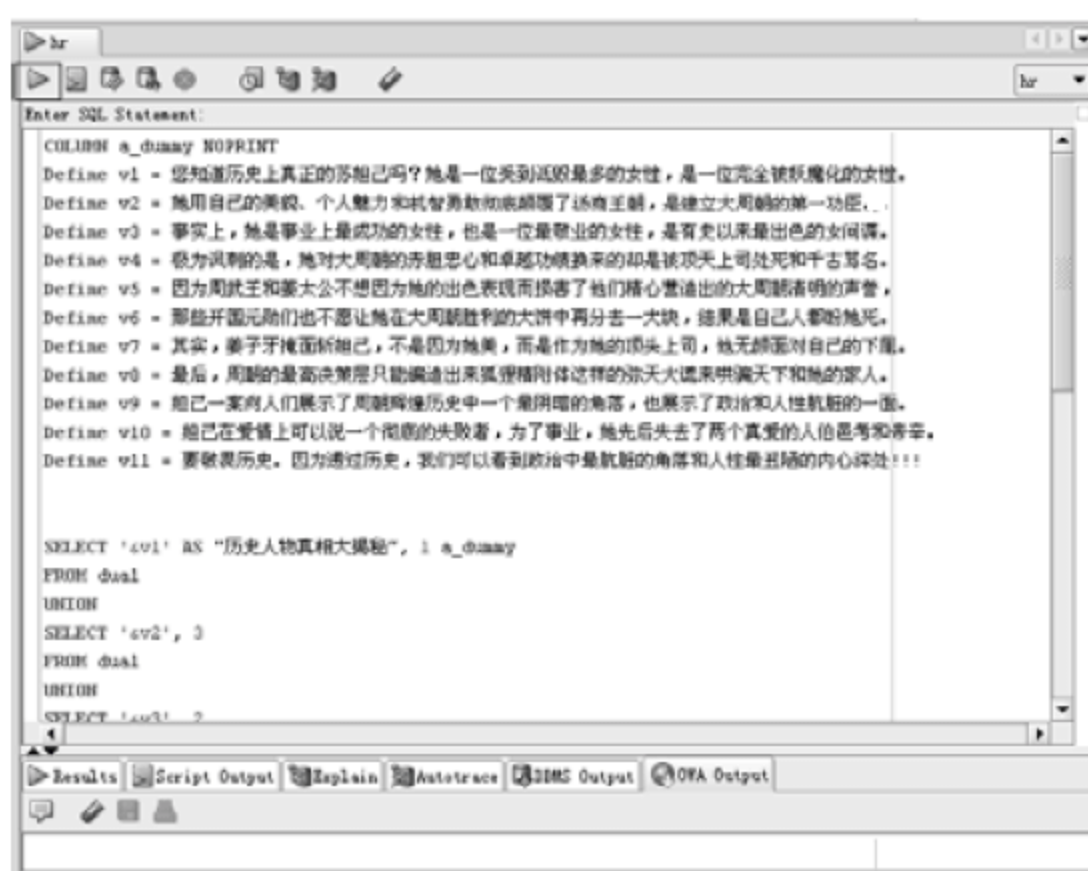 hr
hr
Enter SQL Statement:
COLUMN a_dummy NOPRINT
Define v1 = 您知道历史上真正的苏妲己吗？她是一位受到诋毁最多的女性，是一位完全被妖魔化的女性。
Define v2 = 她用自己的美貌、个人魅力和机智勇敢彻底颠覆了汤商王朝，是建立大周朝的第一功臣..
Define v3 = 事实上，她是事业上最成功的女性，也是一位最敬业的女性，是有史以来最出色的女间谍。
Define v4 = 极为讽刺的是，她对大周朝的赤胆忠心和卓越功绩换来的却是被顶天上司处死和千古骂名。
Define v5 = 因为周武王和姜太公不想因为她的出色表现而损害了他们精心营造出的大周朝清明的声誉，
Define v6 = 那些开国元勋们也不愿让她在大周朝胜利的大饼中再分去一大块，结果是自己人都盼她死。
Define v7 = 其实，姜子牙掩面斩妲己，不是因为她美，而是作为她的顶头上司，他无颜面对自己的下属。
Define v8 = 最后，周朝的最高决策层只能编造出来狐狸精附体这样的弥天大谎来哄骗天下和她的家人。
Define v9 = 妲己一案向人们展示了周朝辉煌历史中一个最阴暗的角落，也展示了政治和人性肮脏的一面。
Define v10 = 妲己在爱情上可以说一个彻底的失败者，为了事业，她先后失去了两个真爱的人伯邑考和帝辛。
Define v11 = 要敬畏历史。因为通过历史，我们可以看到政治中最肮脏的角落和人性最丑陋的内心深处!!!
SELECT '&v1' AS "历史人物真相大揭秘", 1 a_dummy
FROM dual
UNION
SELECT '&v2', 3
FROM dual
UNION
SELECT '&v3', 2
Results Script Output Explain Autotrace DBMS Output OWA Output